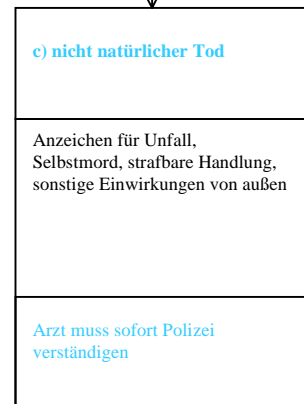 c) nicht natürlicher Tod
Anzeichen für Unfall,
Selbstmord, strafbare Handlung,
sonstige Einwirkungen von außen
Arzt muss sofort Polizei
verständigen